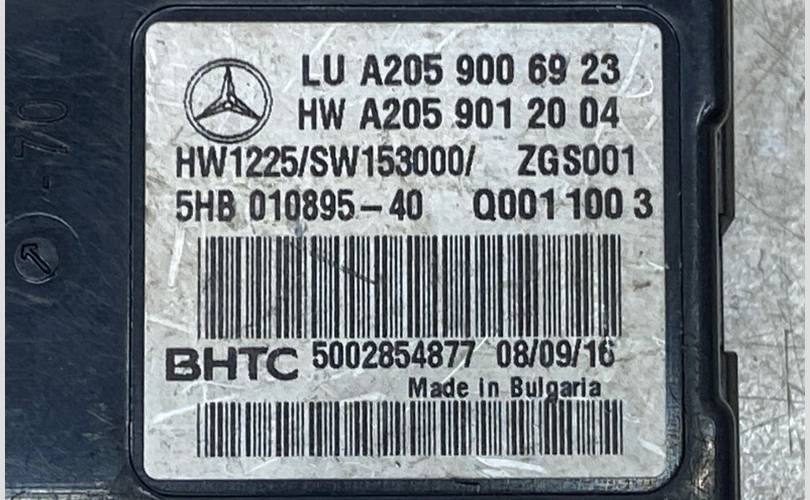 LU A205 900 69 23
HW A205 901 20 04
HW1225/SW153000/ ZGS001
5HB 010895-40 Q001 100 3
BHTC 5002854877 08/09/16
Made in Bulgaria